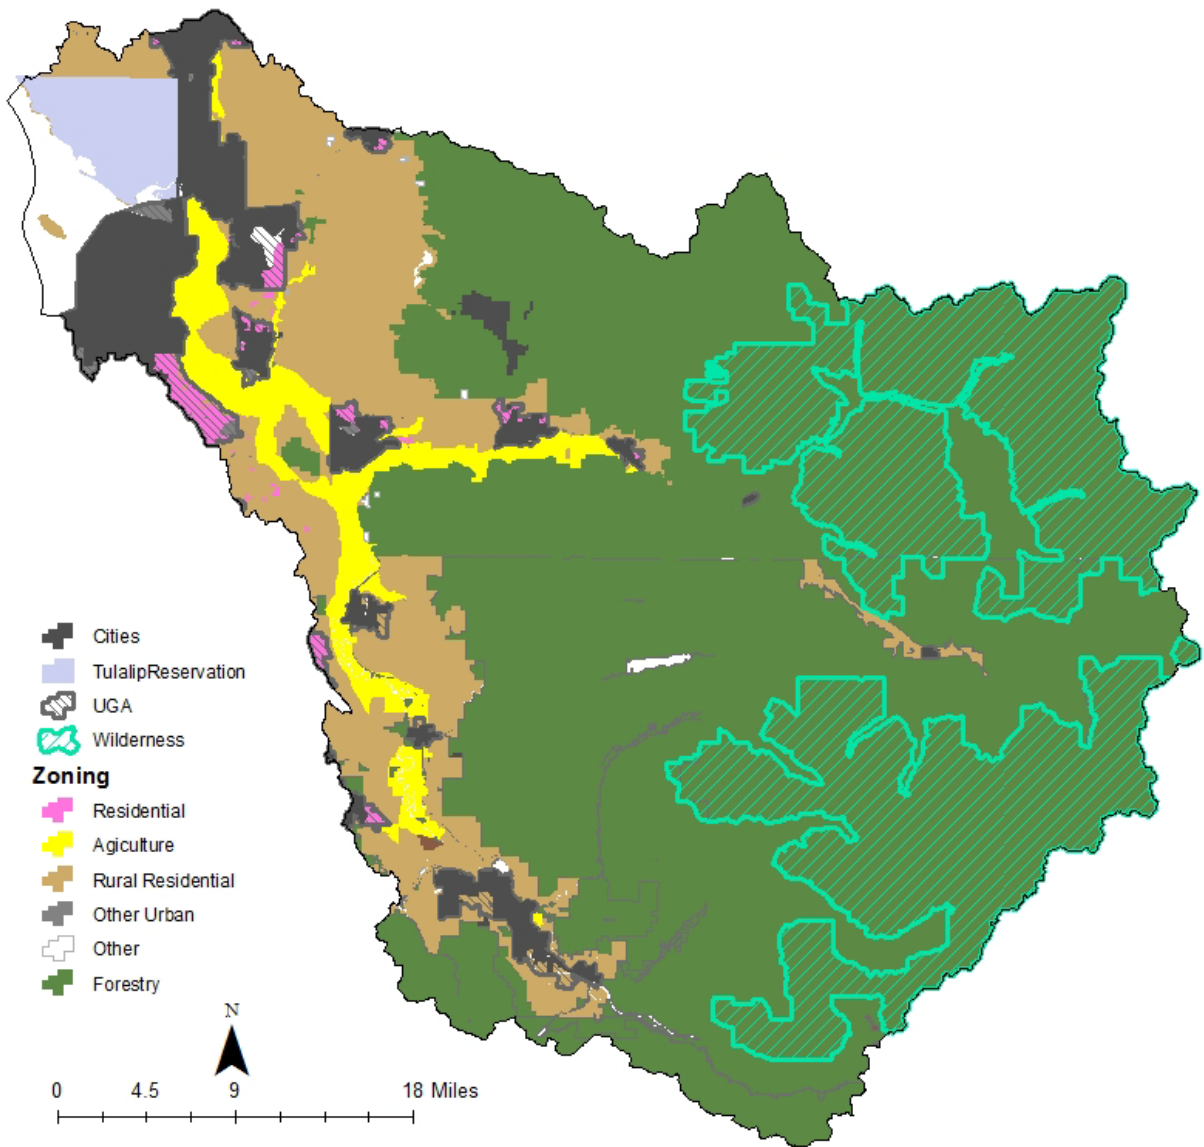 Cities
TulalipReservation
UGA
Wilderness
Zoning
Residential
Agiculture
Rural Residential
Other Urban
Other
Forestry
N
0 4.5 9 18 Miles